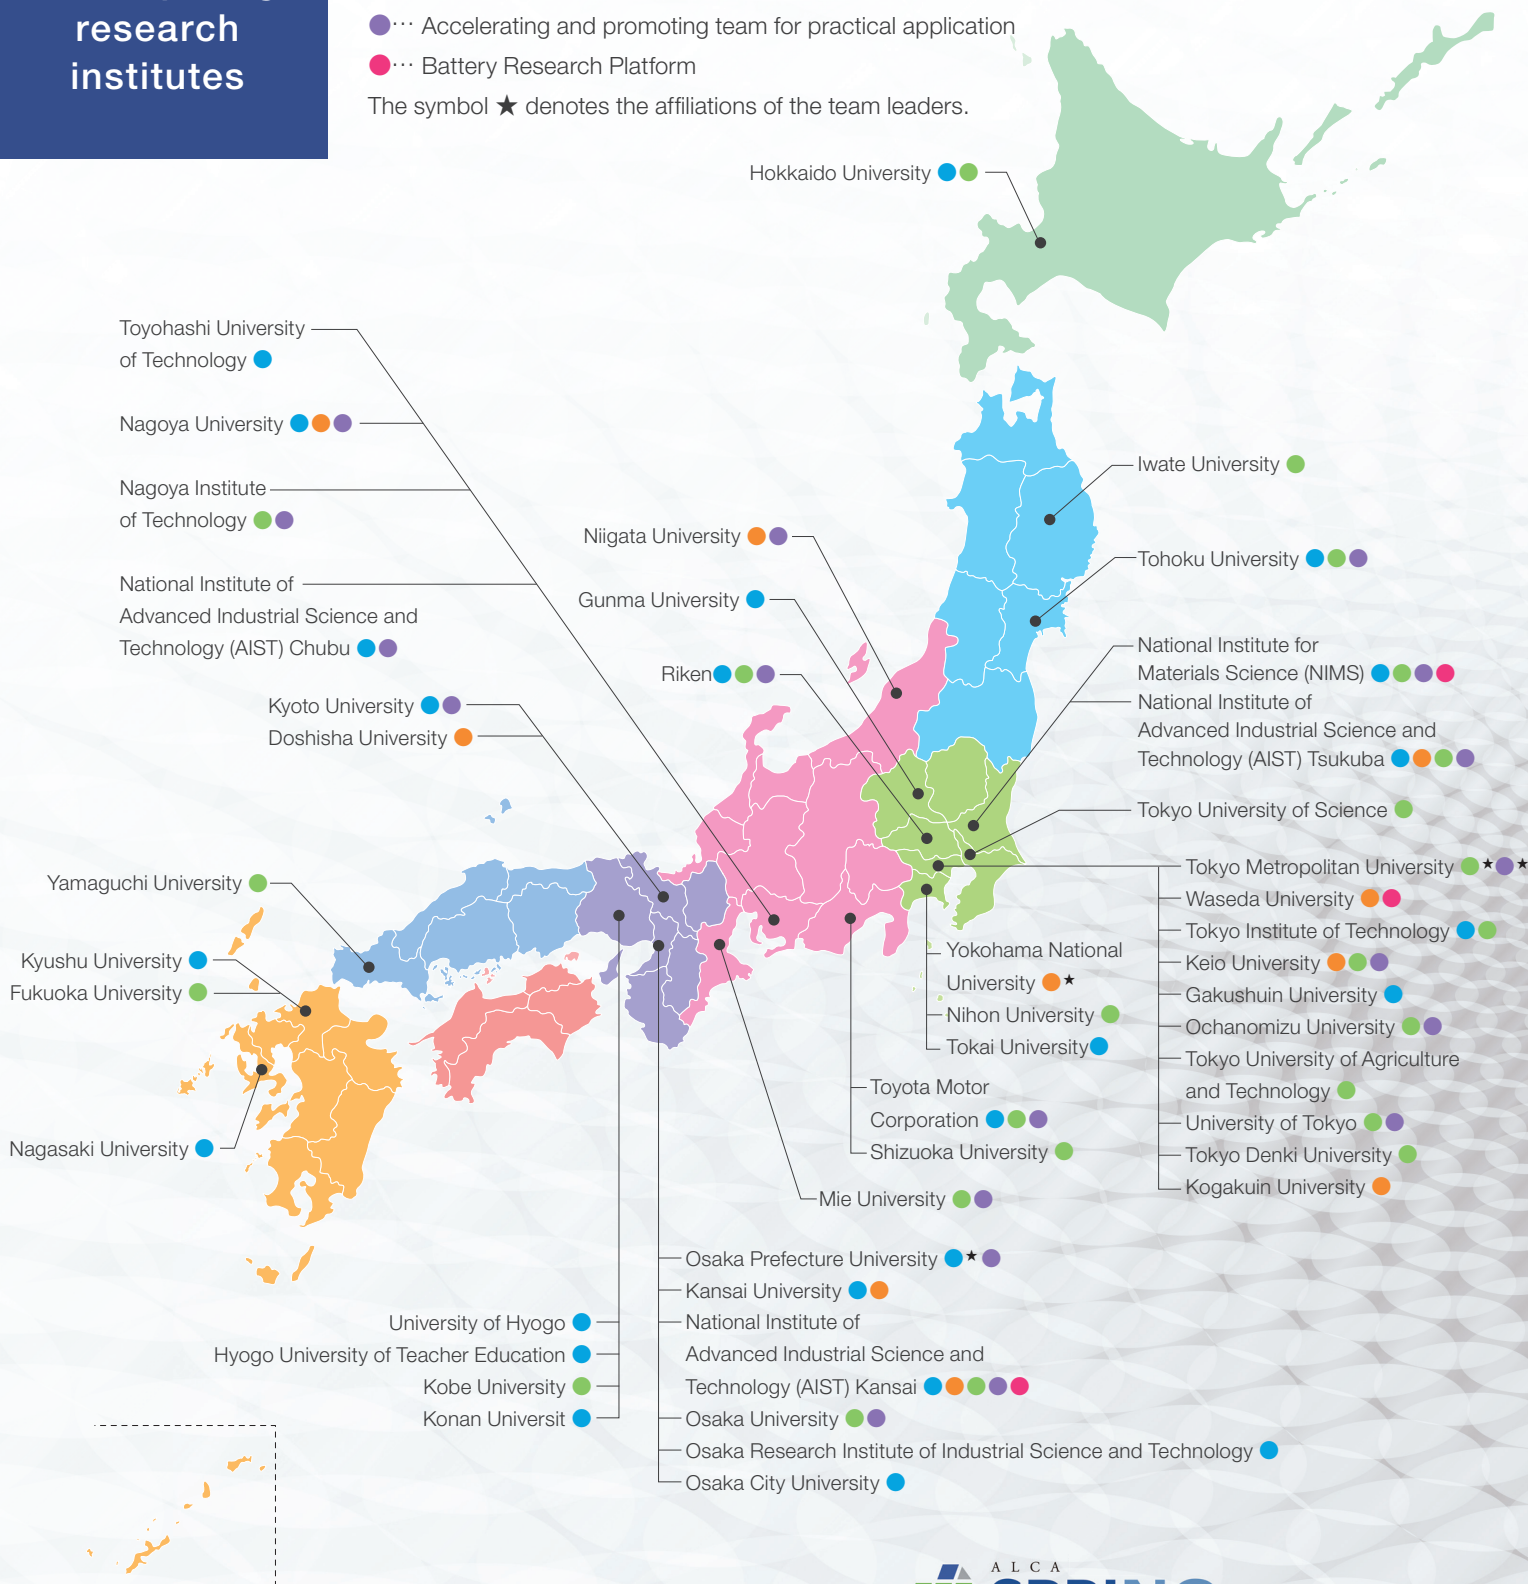 research
institutes
… Accelerating and promoting team for practical application
… Battery Research Platform
The symbol ★ denotes the affiliations of the team leaders.
Hokkaido University
Toyohashi University
of Technology
Nagoya University
Nagoya Institute
of Technology
National Institute of
Advanced Industrial Science and
Technology (AIST) Chubu
Kyoto University
Doshisha University
Niigata University
Gunma University
Riken
Iwate University
Tohoku University
National Institute for
Materials Science (NIMS)
National Institute of
Advanced Industrial Science and
Technology (AIST) Tsukuba
Tokyo University of Science
Tokyo Metropolitan University ★ ★
Waseda University
Tokyo Institute of Technology
Keio University
Gakushuin University
Ochanomizu University
Tokyo University of Agriculture
and Technology
University of Tokyo
Tokyo Denki University
Kogakuin University
Yokohama National
University ★
Nihon University
Tokai University
Toyota Motor
Corporation
Shizuoka University
Mie University
Yamaguchi University
Kyushu University
Fukuoka University
Nagasaki University
Osaka Prefecture University ★
Kansai University
National Institute of
Advanced Industrial Science and
Technology (AIST) Kansai
Osaka University
Osaka Research Institute of Industrial Science and Technology
Osaka City University
University of Hyogo
Hyogo University of Teacher Education
Kobe University
Konan Universit
ALCA